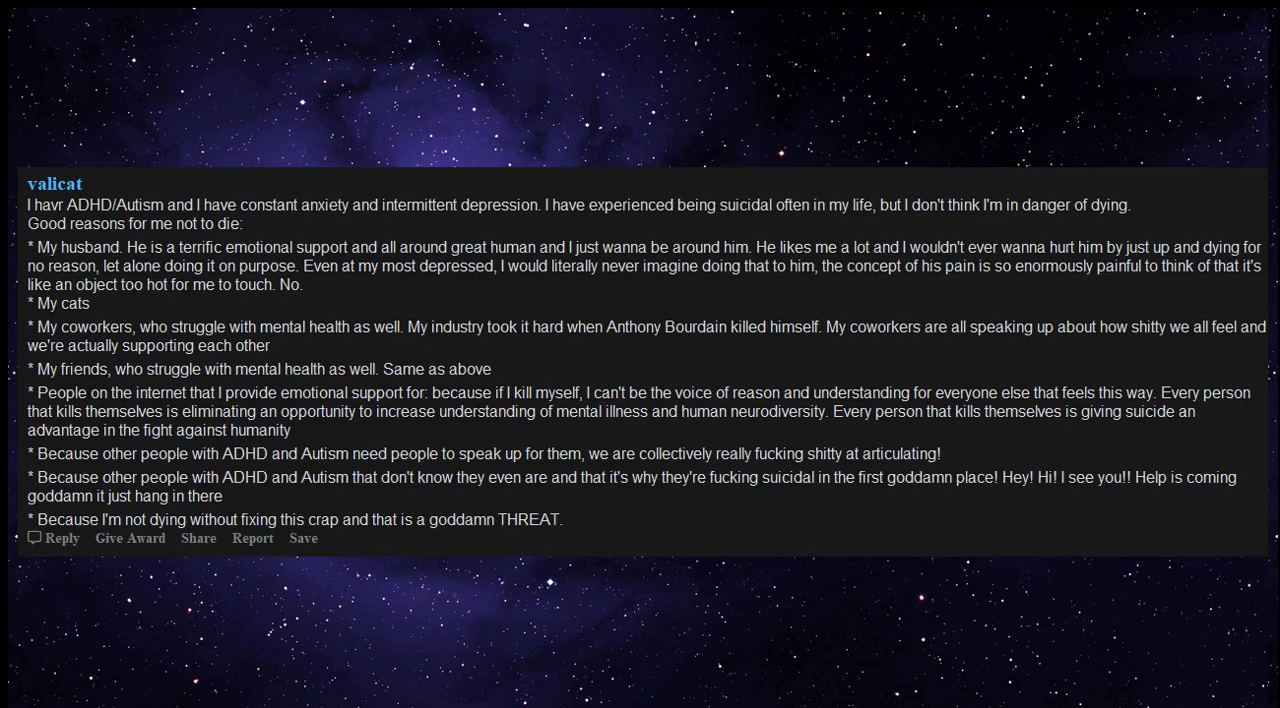 valicat
I havr ADHD/Autism and I have constant anxiety and intermittent depression. I have experienced being suicidal often in my life, but I don't think I'm in danger of dying.
Good reasons for me not to die:
* My husband. He is a terrific emotional support and all around great human and I just wanna be around him. He likes me a lot and I wouldn't ever wanna hurt him by just up and dying for
no reason, let alone doing it on purpose. Even at my most depressed, I would literally never imagine doing that to him, the concept of his pain is so enormously painful to think of that it's
like an object too hot for me to touch. No.
* My cats
* My coworkers, who struggle with mental health as well. My industry took it hard when Anthony Bourdain killed himself. My coworkers are all speaking up about how shitty we all feel and
we're actually supporting each other
* My friends, who struggle with mental health as well. Same as above
* People on the internet that I provide emotional support for: because if I kill myself, I can't be the voice of reason and understanding for everyone else that feels this way. Every person
that kills themselves is eliminating an opportunity to increase understanding of mental illness and human neurodiversity. Every person that kills themselves is giving suicide an
advantage in the fight against humanity
* Because other people with ADHD and Autism need people to speak up for them, we are collectively really fucking shitty at articulating!
* Because other people with ADHD and Autism that don't know they even are and that it's why they're fucking suicidal in the first goddamn place! Hey! Hi! I see you!! Help is coming
goddamn it just hang in there
* Because I'm not dying without fixing this crap and that is a goddamn THREAT.
Reply Give Award Share Report Save